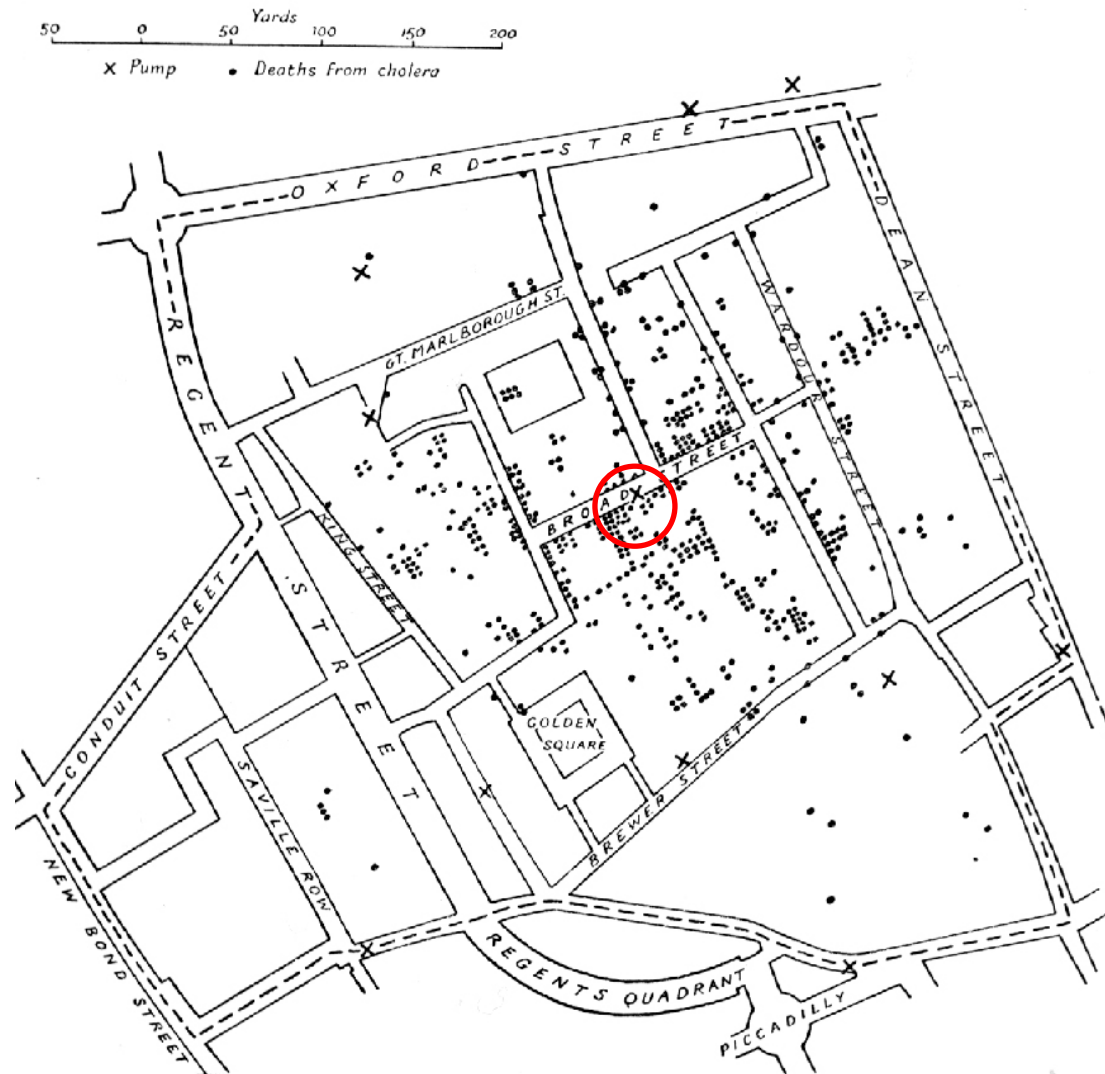 Yards
50 0 50 100 150 200
× Pump • Deaths from cholera
OXFORD STREET
DEAN STREET
REGENT STREET
GT. MARLBOROUGH ST.
WARDOUR STREET
BROAD STREET
KING STREET
CONDUIT STREET
GOLDEN
SQUARE
SAVILLE ROW
BREWER STREET
NEW BOND STREET
REGENTS QUADRANT
PICCADILLY